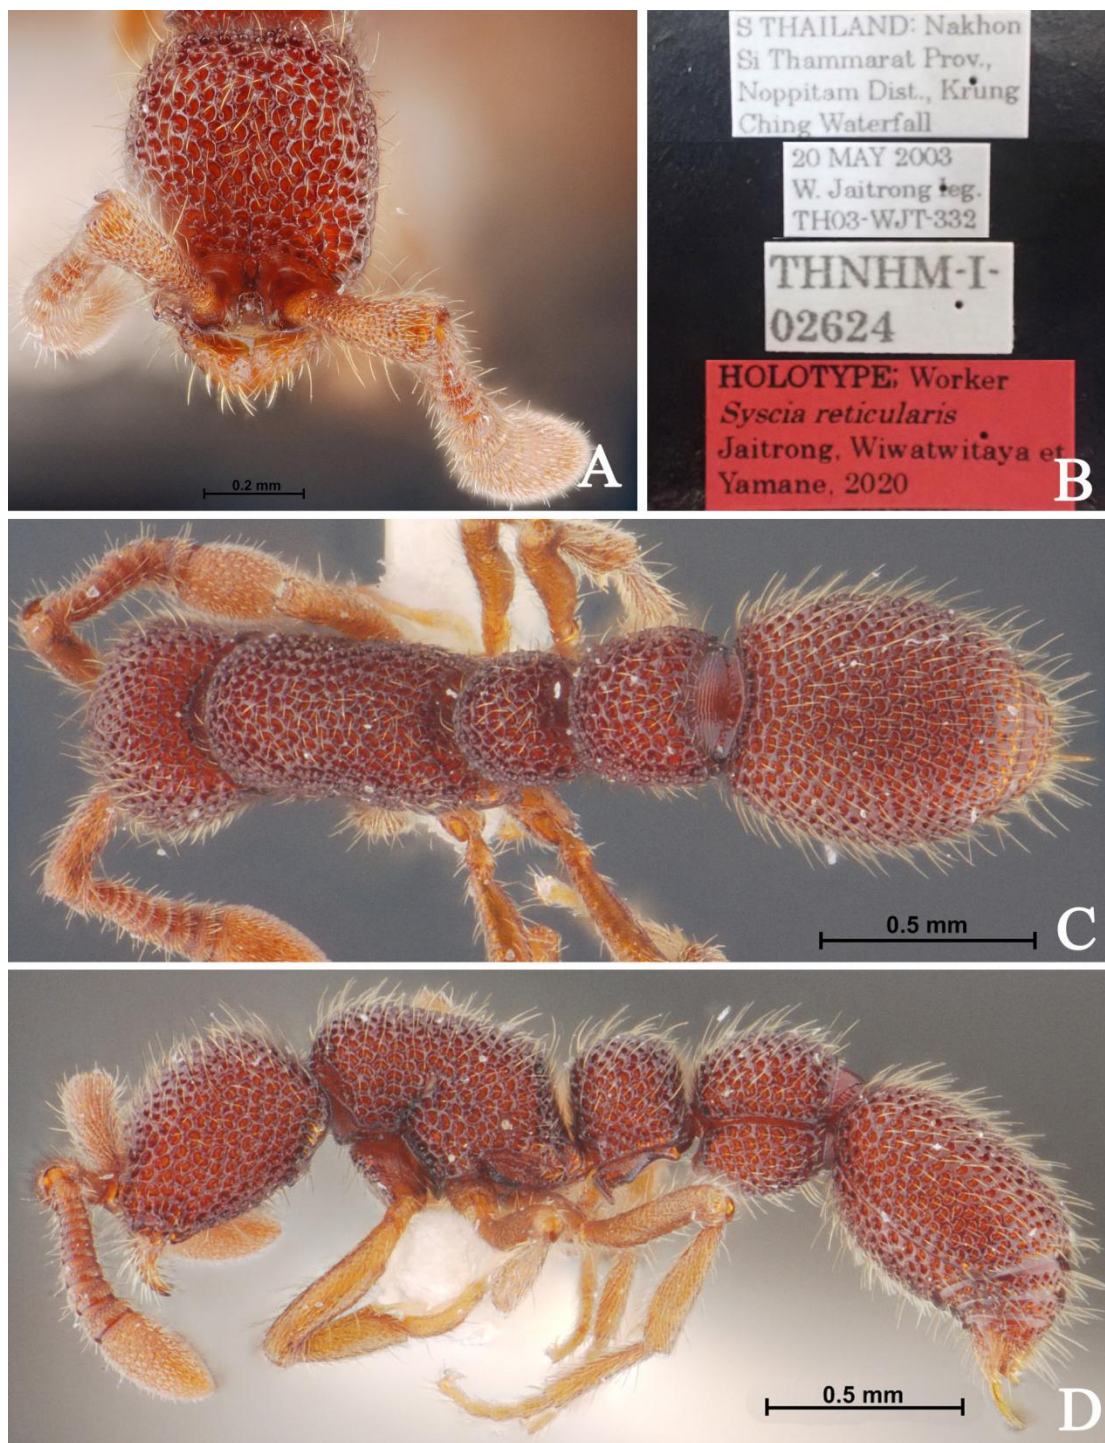 0.2 mm
A
S THAILAND: Nakhon
Si Thammarat Prov.,
Noppitam Dist., Krung
Ching Waterfall
20 MAY 2003
W. Jaitrong leg.
TH03-WJT-332
THNHM-I-
02624
HOLOTYPE; Worker
Syscia reticularis
Jaitrong, Wiwatwitaya et
Yamane, 2020
B
0.5 mm
C
0.5 mm
D